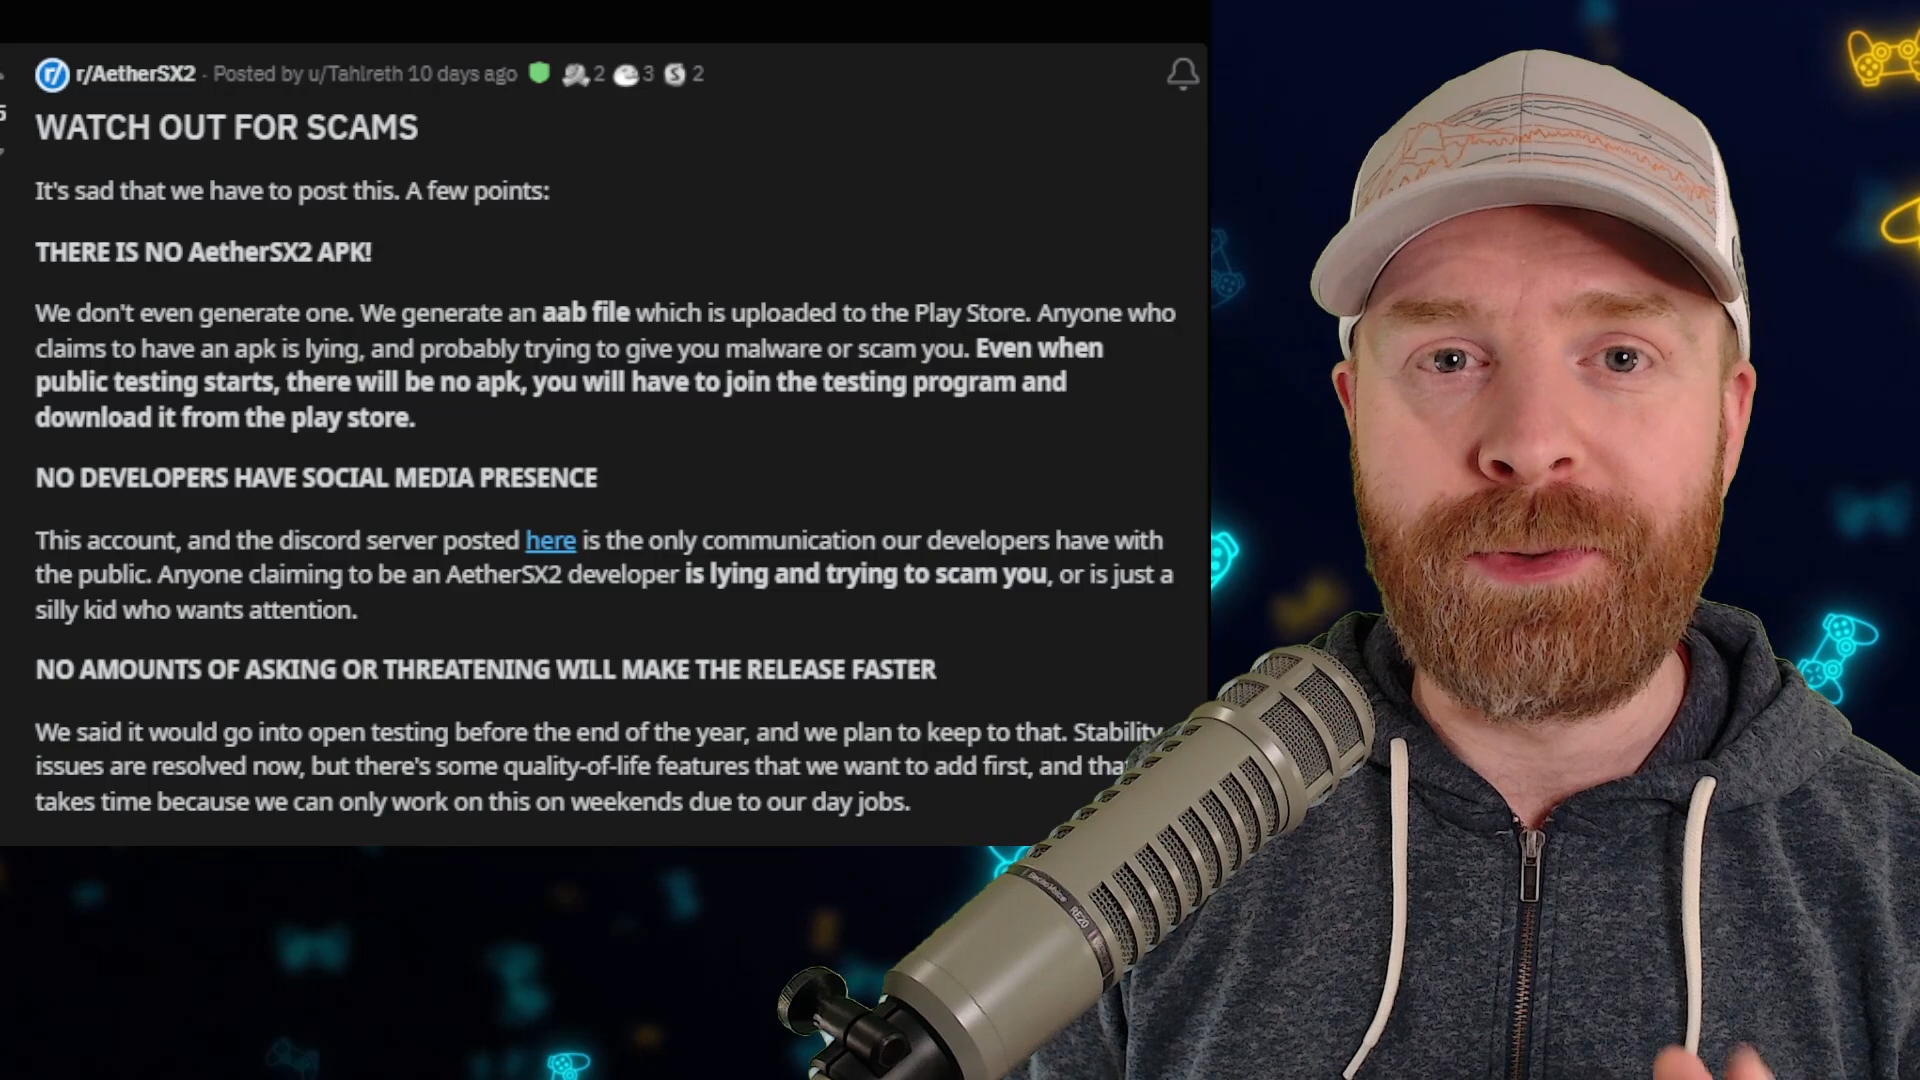 r/AetherSX2 · Posted by u/Tahlreth 10 days ago 2 3 2
5
WATCH OUT FOR SCAMS
It's sad that we have to post this. A few points:
THERE IS NO AetherSX2 APK!
We don't even generate one. We generate an aab file which is uploaded to the Play Store. Anyone who
claims to have an apk is lying, and probably trying to give you malware or scam you. Even when
public testing starts, there will be no apk, you will have to join the testing program and
download it from the play store.
NO DEVELOPERS HAVE SOCIAL MEDIA PRESENCE
This account, and the discord server posted here is the only communication our developers have with
the public. Anyone claiming to be an AetherSX2 developer is lying and trying to scam you, or is just a
silly kid who wants attention.
NO AMOUNTS OF ASKING OR THREATENING WILL MAKE THE RELEASE FASTER
We said it would go into open testing before the end of the year, and we plan to keep to that. Stability
issues are resolved now, but there's some quality-of-life features that we want to add first, and tha
takes time because we can only work on this on weekends due to our day jobs.
ElectroVoice RE20